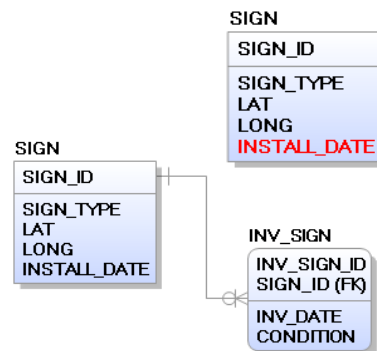 SIGN
SIGN_ID
SIGN_TYPE
LAT
LONG
INSTALL_DATE
SIGN
SIGN_ID
SIGN_TYPE
LAT
LONG
INSTALL_DATE
INV_SIGN
INV_SIGN_ID
SIGN_ID (FK)
INV_DATE
CONDITION